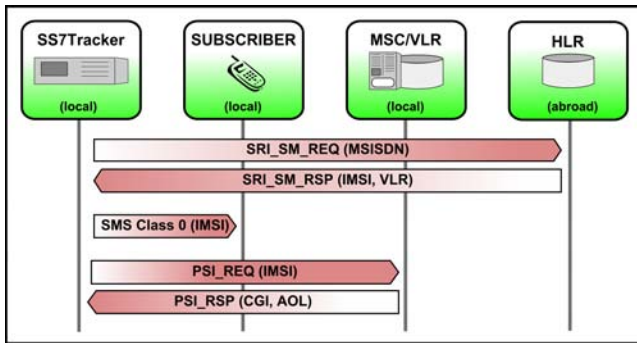 SS7Tracker
(local)
SUBSCRIBER
(local)
MSC/VLR
(local)
HLR
(abroad)
SRI_SM_REQ (MSISDN)
SRI_SM_RSP (IMSI, VLR)
SMS Class 0 (IMSI)
PSI_REQ (IMSI)
PSI_RSP (CGI, AOL)